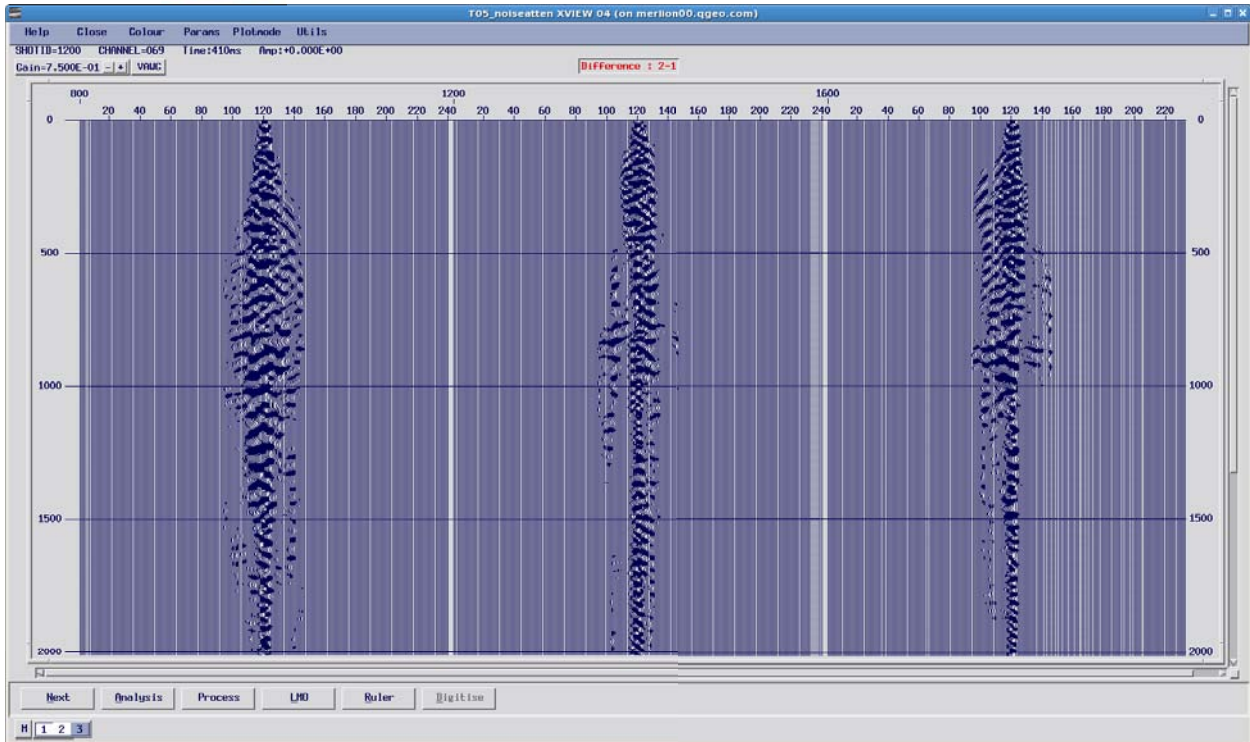 T05_noiseatten XVIEW 04 (on merlion00.qgeo.com)
Help Close Colour Params Plotmode Utils
SHOTID=1200 CHANNEL=069 Time:410ms Amp:+0.000E+00
Gain=7.500E-01 - + VAWG Difference : 2-1
800 1200 1600
20 40 60 80 100 120 140 160 180 200 220 240 20 40 60 80 100 120 140 160 180 200 220 240 20 40 60 80 100 120 140 160 180 200 220
0 0
500 500
1000 1000
1500 1500
2000 2000
Next Analysis Process LMO Ruler Digitise
M 1 2 3